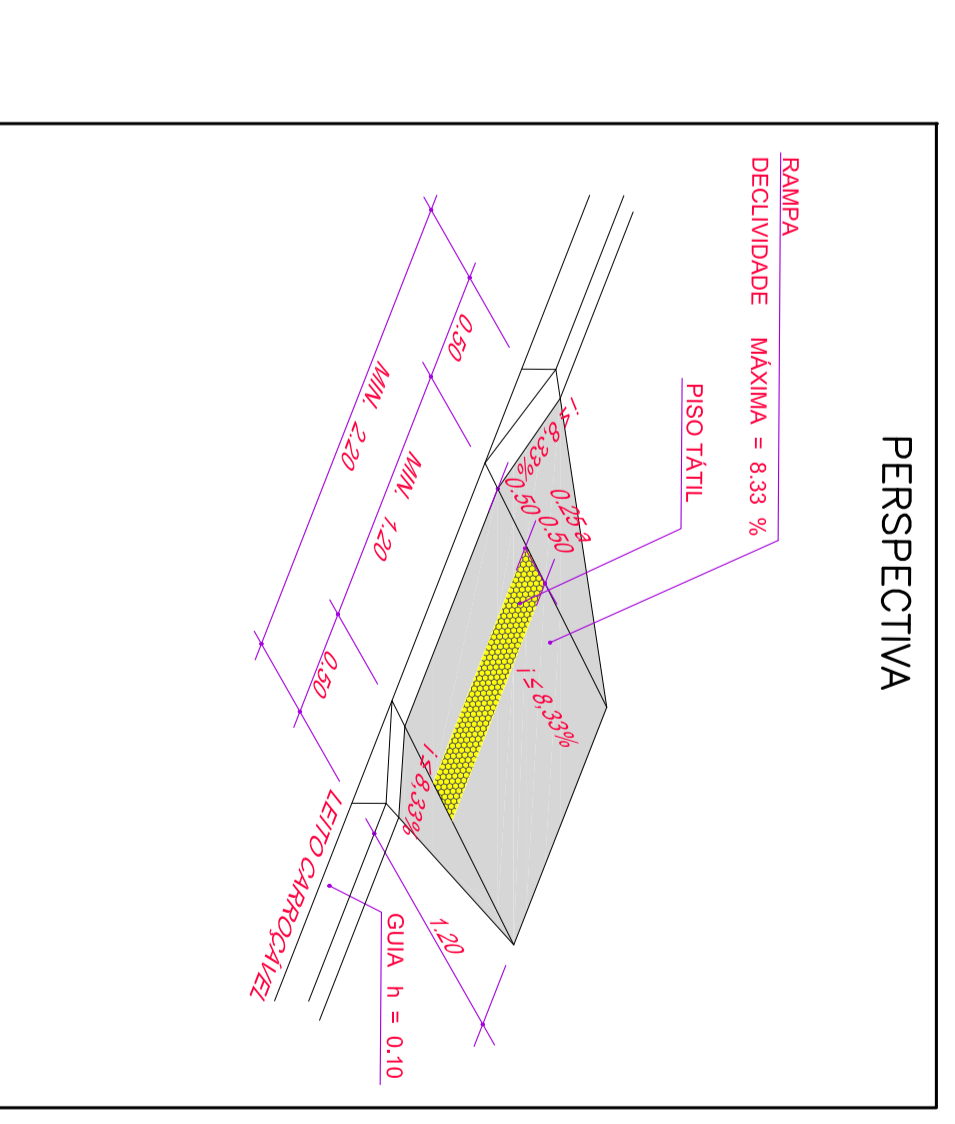 PERSPECTIVA
RAMPA
DECLIVIDADE MÁXIMA = 8.33 %
PISO TÁTIL
i ≤ 8,33%
0.25 a
0.50
0.50
i ≤ 8,33%
i ≤ 8,33%
0.50
MIN. 1.20
0.50
MIN. 2.20
1.20
GUIA h = 0.10
LEITO CARROÇÁVEL